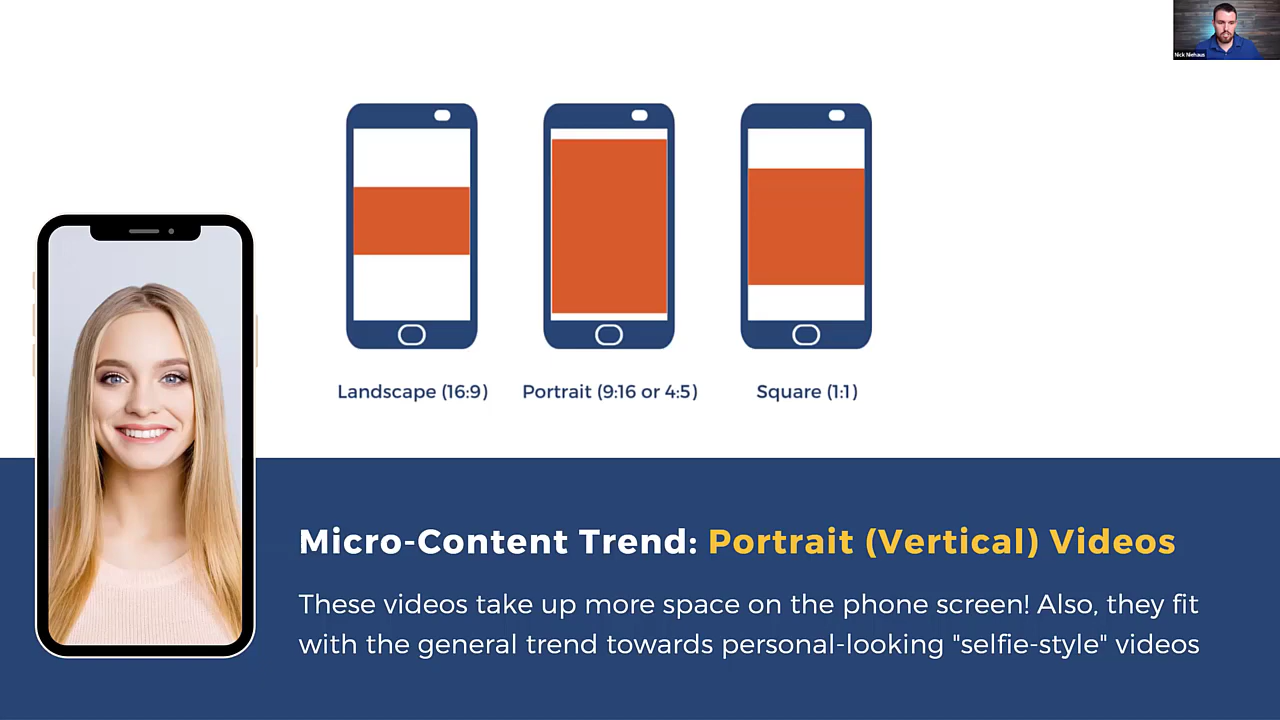 Nick Niehaus
Landscape (16:9)
Portrait (9:16 or 4:5)
Square (1:1)
Micro-Content Trend: Portrait (Vertical) Videos
These videos take up more space on the phone screen! Also, they fit
with the general trend towards personal-looking "selfie-style" videos